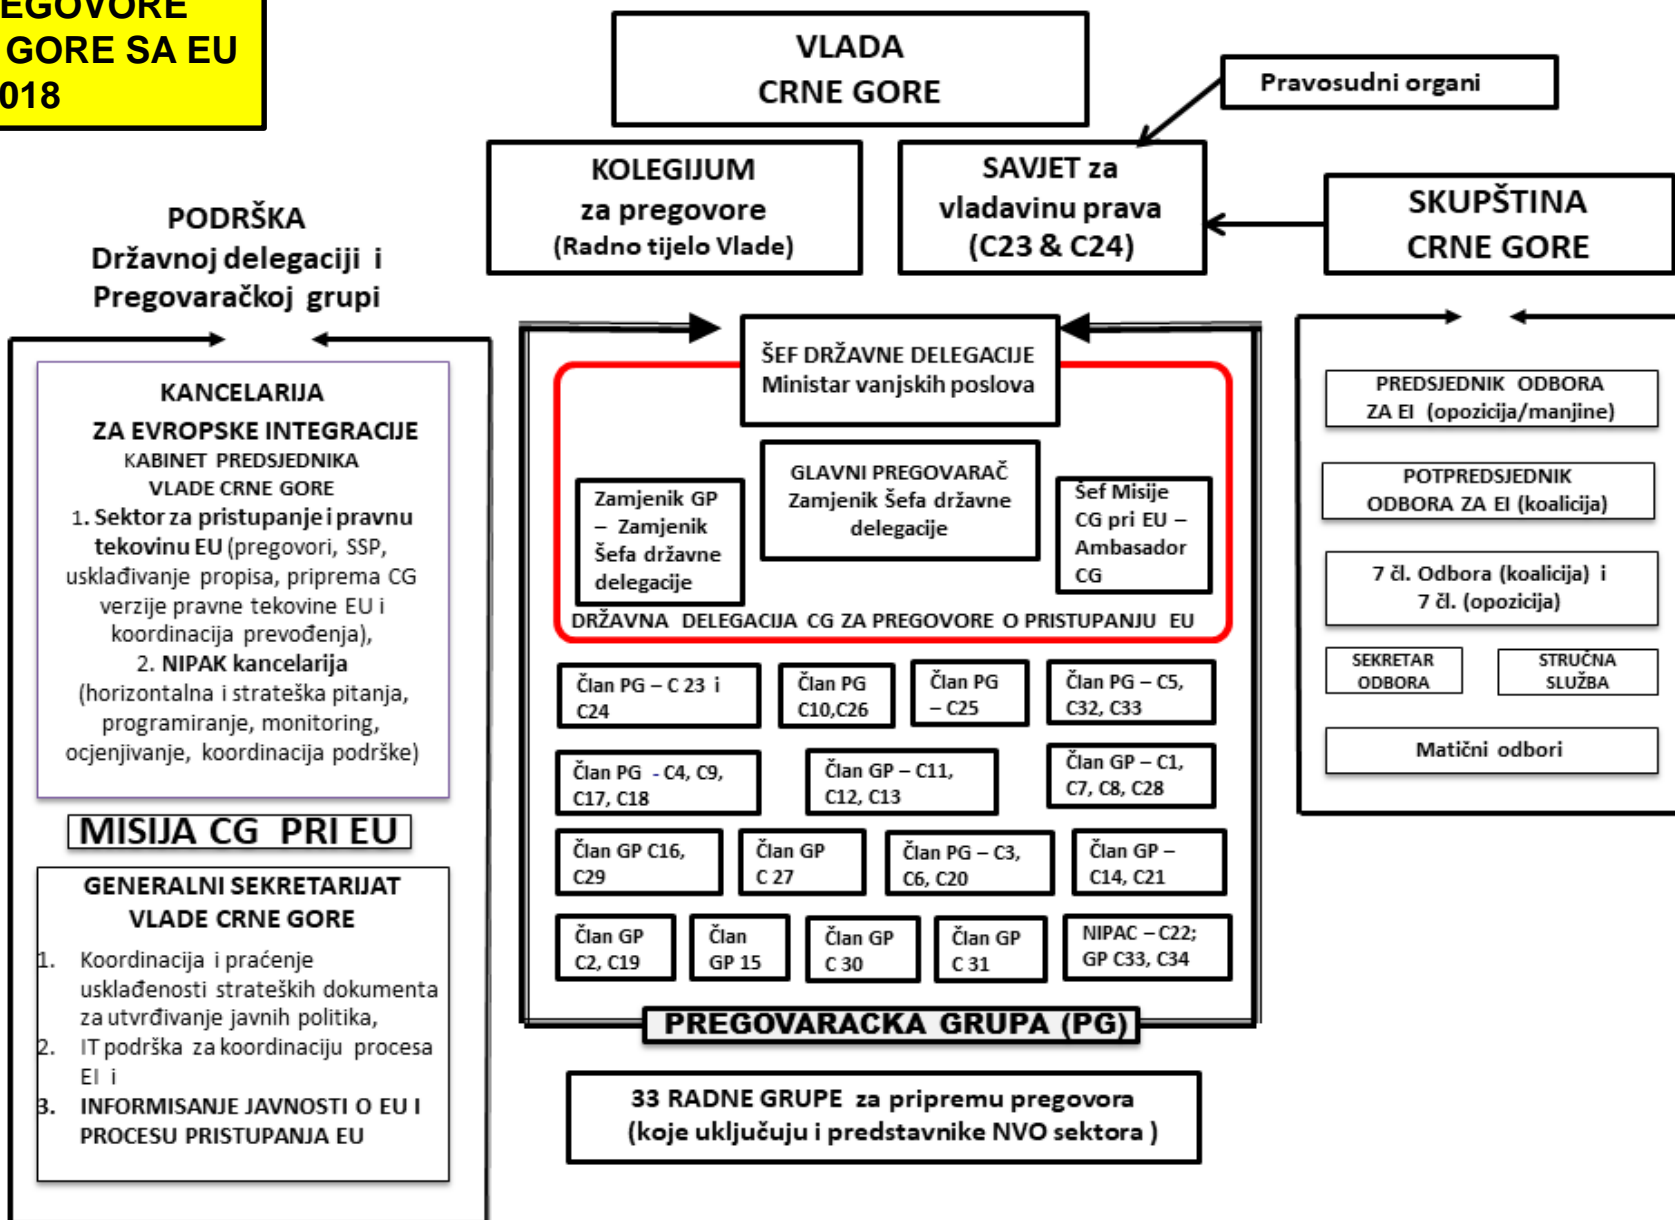 EGOVORE
GORE SA EU
018
VLADA
CRNE GORE
Pravosudni organi
KOLEGIJUM
za pregovore
(Radno tijelo Vlade)
SAVJET za
vladavinu prava
(C23 & C24)
SKUPŠTINA
CRNE GORE
PODRŠKA
Državnoj delegaciji i
Pregovaračkoj grupi
KANCELARIJA
ZA EVROPSKE INTEGRACIJE
KABINET PREDSJEDNIKA
VLADE CRNE GORE
1. Sektor za pristupanje i pravnu
tekovinu EU (pregovori, SSP,
usklađivanje propisa, priprema CG
verzije pravne tekovine EU i
koordinacija prevođenja),
2. NIPAK kancelarija
(horizontalna i strateška pitanja,
programiranje, monitoring,
ocjenjivanje, koordinacija podrške)
MISIJA CG PRI EU
GENERALNI SEKRETARIJAT
VLADE CRNE GORE
1. Koordinacija i praćenje
usklađenosti strateških dokumenta
za utvrđivanje javnih politika,
2. IT podrška za koordinaciju procesa
EI i
3. INFORMISANJE JAVNOSTI O EU I
PROCESU PRISTUPANJA EU
ŠEF DRŽAVNE DELEGACIJE
Ministar vanjskih poslova
GLAVNI PREGOVARAČ
Zamjenik Šefa državne
delegacije
Zamjenik GP
– Zamjenik
Šefa državne
delegacije
Šef Misije
CG pri EU –
Ambasador
CG
DRŽAVNA DELEGACIJA CG ZA PREGOVORE O PRISTUPANJU EU
Član PG – C 23 i
C24
Član PG
C10,C26
Član PG
– C25
Član PG – C5,
C32, C33
Član PG - C4, C9,
C17, C18
Član GP – C11,
C12, C13
Član GP – C1,
C7, C8, C28
Član GP C16,
C29
Član GP
C 27
Član PG – C3,
C6, C20
Član GP –
C14, C21
Član GP
C2, C19
Član
GP 15
Član GP
C 30
Član GP
C 31
NIPAC – C22;
GP C33, C34
PREGOVARACKA GRUPA (PG)
33 RADNE GRUPE za pripremu pregovora
(koje uključuju i predstavnike NVO sektora )
PREDSJEDNIK ODBORA
ZA EI (opozicija/manjine)
POTPREDSJEDNIK
ODBORA ZA EI (koalicija)
7 čl. Odbora (koalicija) i
7 čl. (opozicija)
SEKRETAR
ODBORA
STRUČNA
SLUŽBA
Matični odbori